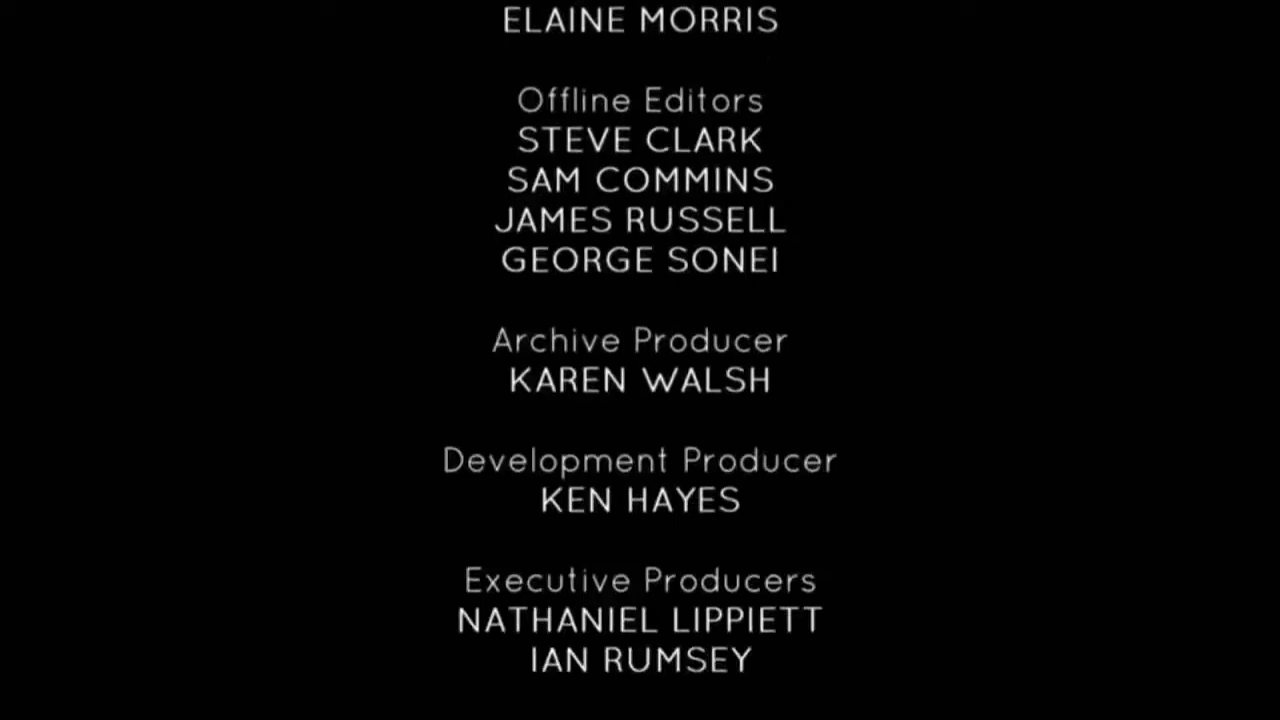 ELAINE MORRIS
Offline Editors
STEVE CLARK
SAM COMMINS
JAMES RUSSELL
GEORGE SONEI
Archive Producer
KAREN WALSH
Development Producer
KEN HAYES
Executive Producers
NATHANIEL LIPPIETT
IAN RUMSEY